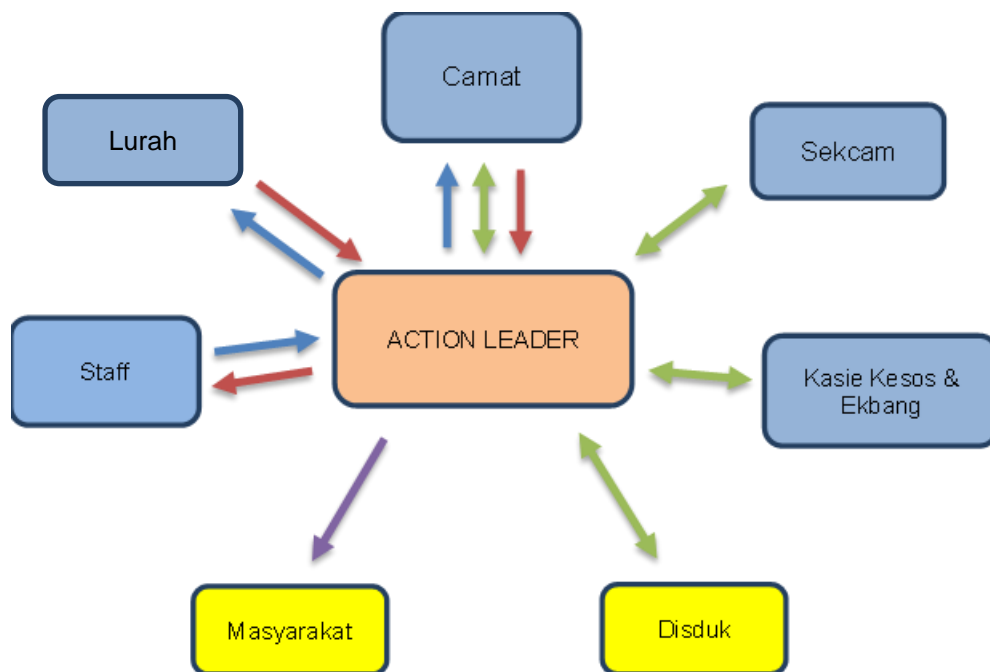 Camat
Lurah
Sekcam
ACTION LEADER
Staff
Kasie Kesos &
Ekbang
Masyarakat
Disduk